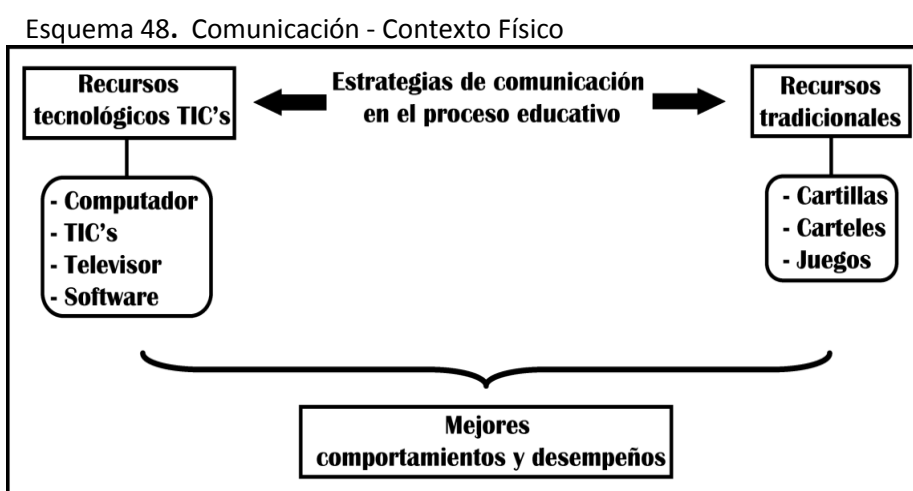 Esquema 48. Comunicación - Contexto Físico
Recursos
tecnológicos TIC's
Estrategias de comunicación
en el proceso educativo
Recursos
tradicionales
- Computador
- TIC's
- Televisor
- Software
- Cartillas
- Carteles
- Juegos
Mejores
comportamientos y desempeños